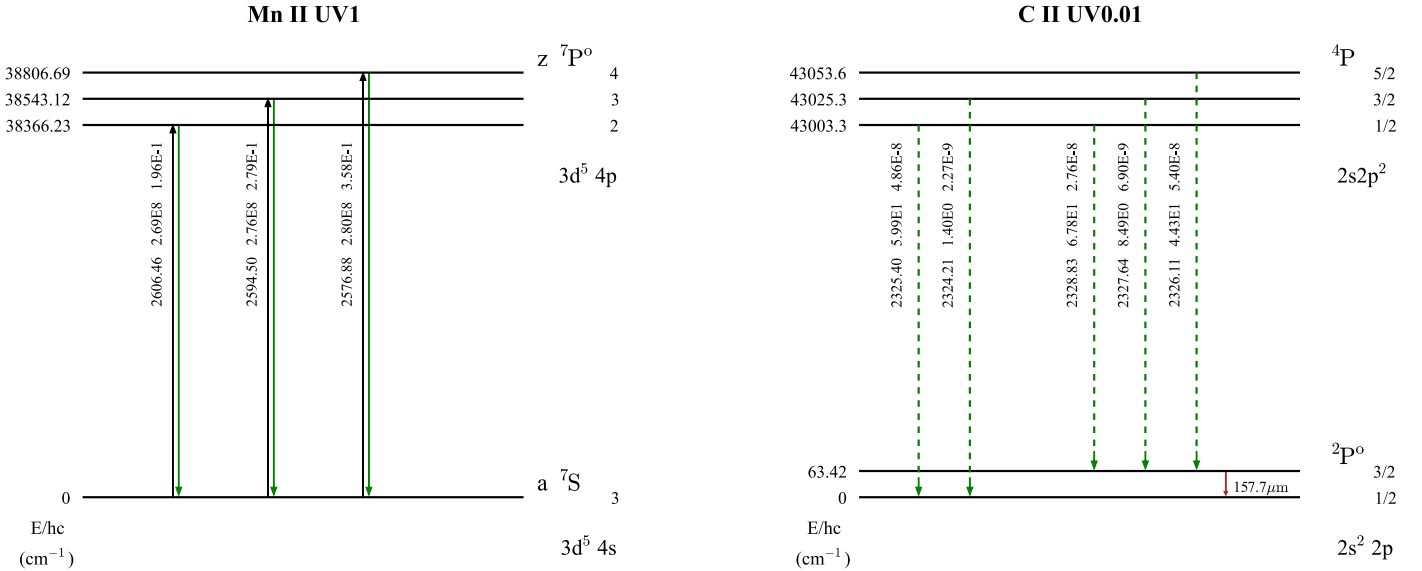 Mn II UV1
z ⁷Pᵒ
38806.69 4
38543.12 3
38366.23 2
3d⁵ 4p
2606.46 2.69E8 1.96E-1
2594.50 2.76E8 2.79E-1
2576.88 2.80E8 3.58E-1
a ⁷S
0 3
E/hc
(cm⁻¹)
3d⁵ 4s
C II UV0.01
⁴P
43053.6 5/2
43025.3 3/2
43003.3 1/2
2s2p²
2325.40 5.99E1 4.86E-8
2324.21 1.40E0 2.27E-9
2328.83 6.78E1 2.76E-8
2327.64 8.49E0 6.90E-9
2326.11 4.43E1 5.40E-8
²Pᵒ
63.42 3/2
157.7μm
0 1/2
E/hc
(cm⁻¹)
2s² 2p